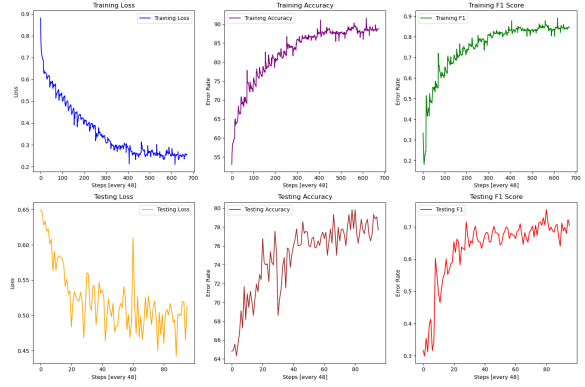 Training Loss
Training Loss
Loss
0.9
0.8
0.7
0.6
0.5
0.4
0.3
0.2
0 100 200 300 400 500 600 700
Steps [every 48]
Training Accuracy
Training Accuracy
Error Rate
90
85
80
75
70
65
60
55
0 100 200 300 400 500 600 700
Steps [every 48]
Training F1 Score
Training F1
Error Rate
0.9
0.8
0.7
0.6
0.5
0.4
0.3
0.2
0 100 200 300 400 500 600 700
Steps [every 48]
Testing Loss
Testing Loss
Loss
0.65
0.60
0.55
0.50
0.45
0 20 40 60 80
Steps [every 48]
Testing Accuracy
Testing Accuracy
Error Rate
80
78
76
74
72
70
68
66
64
0 20 40 60 80
Steps [every 48]
Testing F1 Score
Testing F1
Error Rate
0.7
0.6
0.5
0.4
0.3
0 20 40 60 80
Steps [every 48]